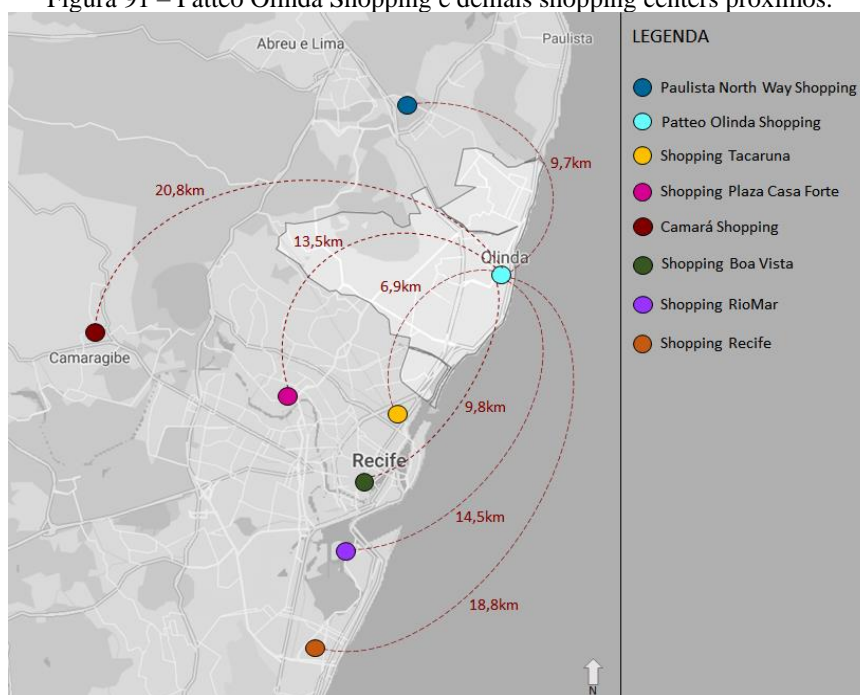 Figura 91 – Patteo Olinda Shopping e demais shopping centers próximos.
Abreu e Lima
Paulista
LEGENDA
Paulista North Way Shopping
Patteo Olinda Shopping
Shopping Tacaruna
Shopping Plaza Casa Forte
Camará Shopping
Shopping Boa Vista
Shopping RioMar
Shopping Recife
9,7km
20,8km
13,5km
Olinda
6,9km
Camaragibe
9,8km
Recife
14,5km
18,8km
N